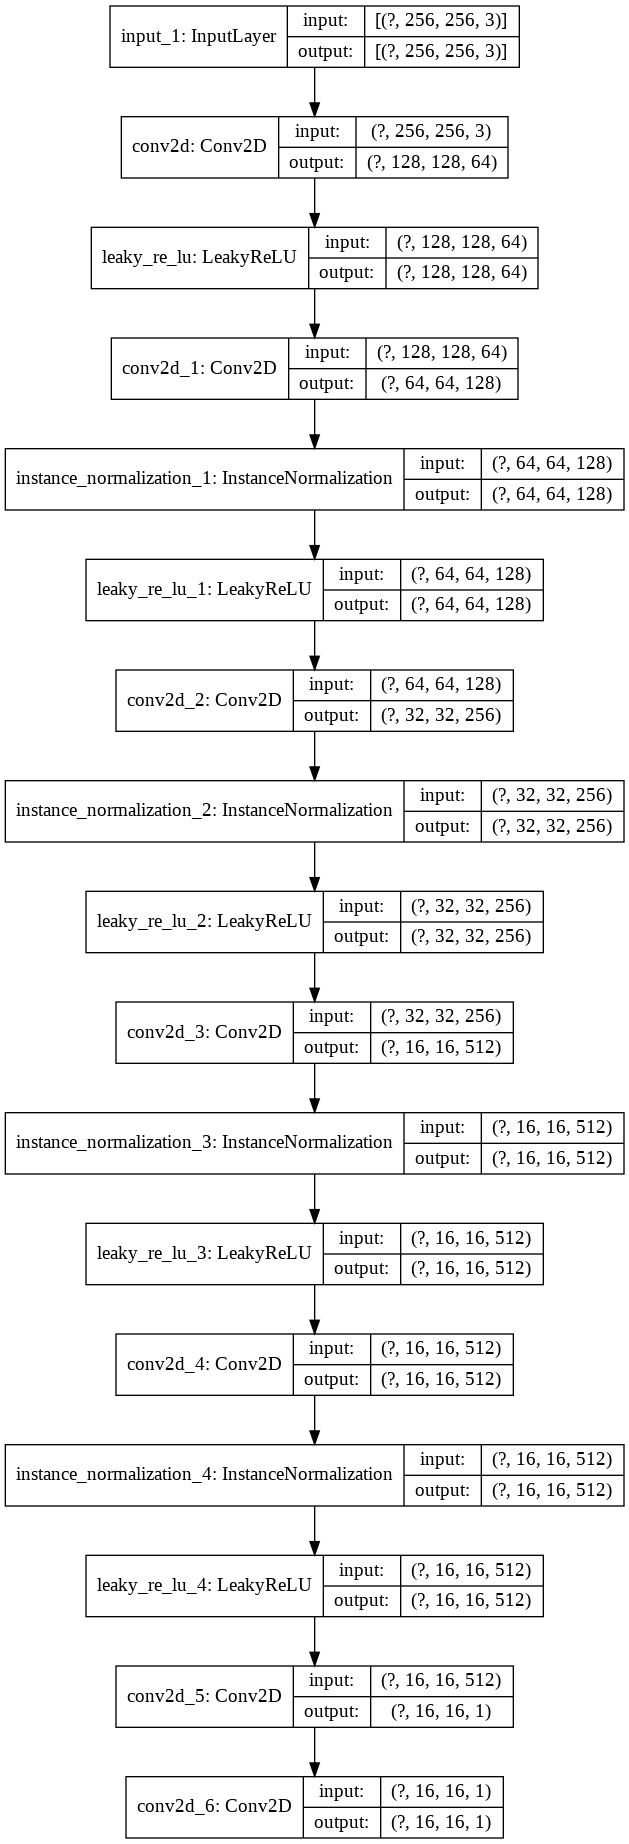 input_1: InputLayer
input: [(?, 256, 256, 3)]
output: [(?, 256, 256, 3)]
conv2d: Conv2D
input: (?, 256, 256, 3)
output: (?, 128, 128, 64)
leaky_re_lu: LeakyReLU
input: (?, 128, 128, 64)
output: (?, 128, 128, 64)
conv2d_1: Conv2D
input: (?, 128, 128, 64)
output: (?, 64, 64, 128)
instance_normalization_1: InstanceNormalization
input: (?, 64, 64, 128)
output: (?, 64, 64, 128)
leaky_re_lu_1: LeakyReLU
input: (?, 64, 64, 128)
output: (?, 64, 64, 128)
conv2d_2: Conv2D
input: (?, 64, 64, 128)
output: (?, 32, 32, 256)
instance_normalization_2: InstanceNormalization
input: (?, 32, 32, 256)
output: (?, 32, 32, 256)
leaky_re_lu_2: LeakyReLU
input: (?, 32, 32, 256)
output: (?, 32, 32, 256)
conv2d_3: Conv2D
input: (?, 32, 32, 256)
output: (?, 16, 16, 512)
instance_normalization_3: InstanceNormalization
input: (?, 16, 16, 512)
output: (?, 16, 16, 512)
leaky_re_lu_3: LeakyReLU
input: (?, 16, 16, 512)
output: (?, 16, 16, 512)
conv2d_4: Conv2D
input: (?, 16, 16, 512)
output: (?, 16, 16, 512)
instance_normalization_4: InstanceNormalization
input: (?, 16, 16, 512)
output: (?, 16, 16, 512)
leaky_re_lu_4: LeakyReLU
input: (?, 16, 16, 512)
output: (?, 16, 16, 512)
conv2d_5: Conv2D
input: (?, 16, 16, 512)
output: (?, 16, 16, 1)
conv2d_6: Conv2D
input: (?, 16, 16, 1)
output: (?, 16, 16, 1)